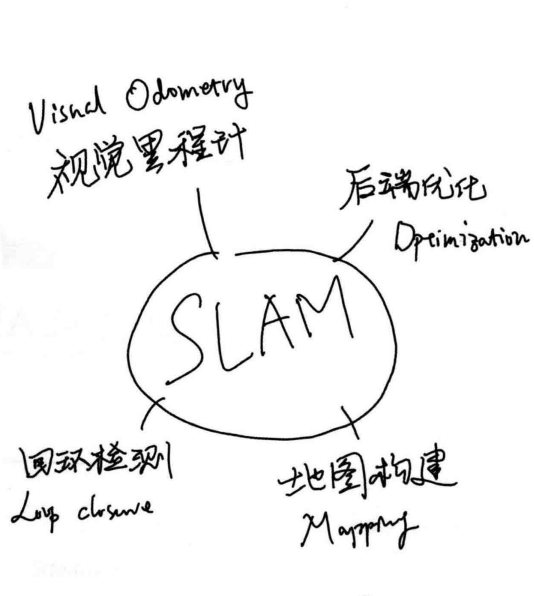 Visual Odometry
视觉里程计
后端优化
Optimization
SLAM
回环检测
Loop closure
地图构建
Mapping